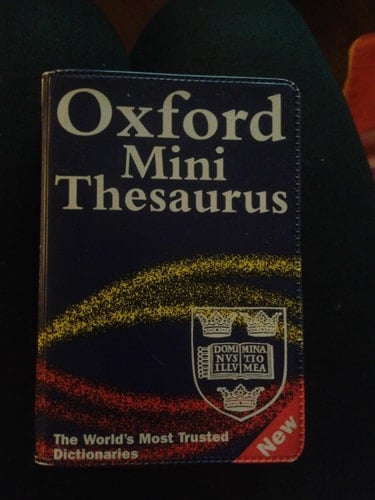 Oxford
Mini
Thesaurus
DOMI MINA
NVS TIO
ILLV MEA
The World's Most Trusted
Dictionaries
New